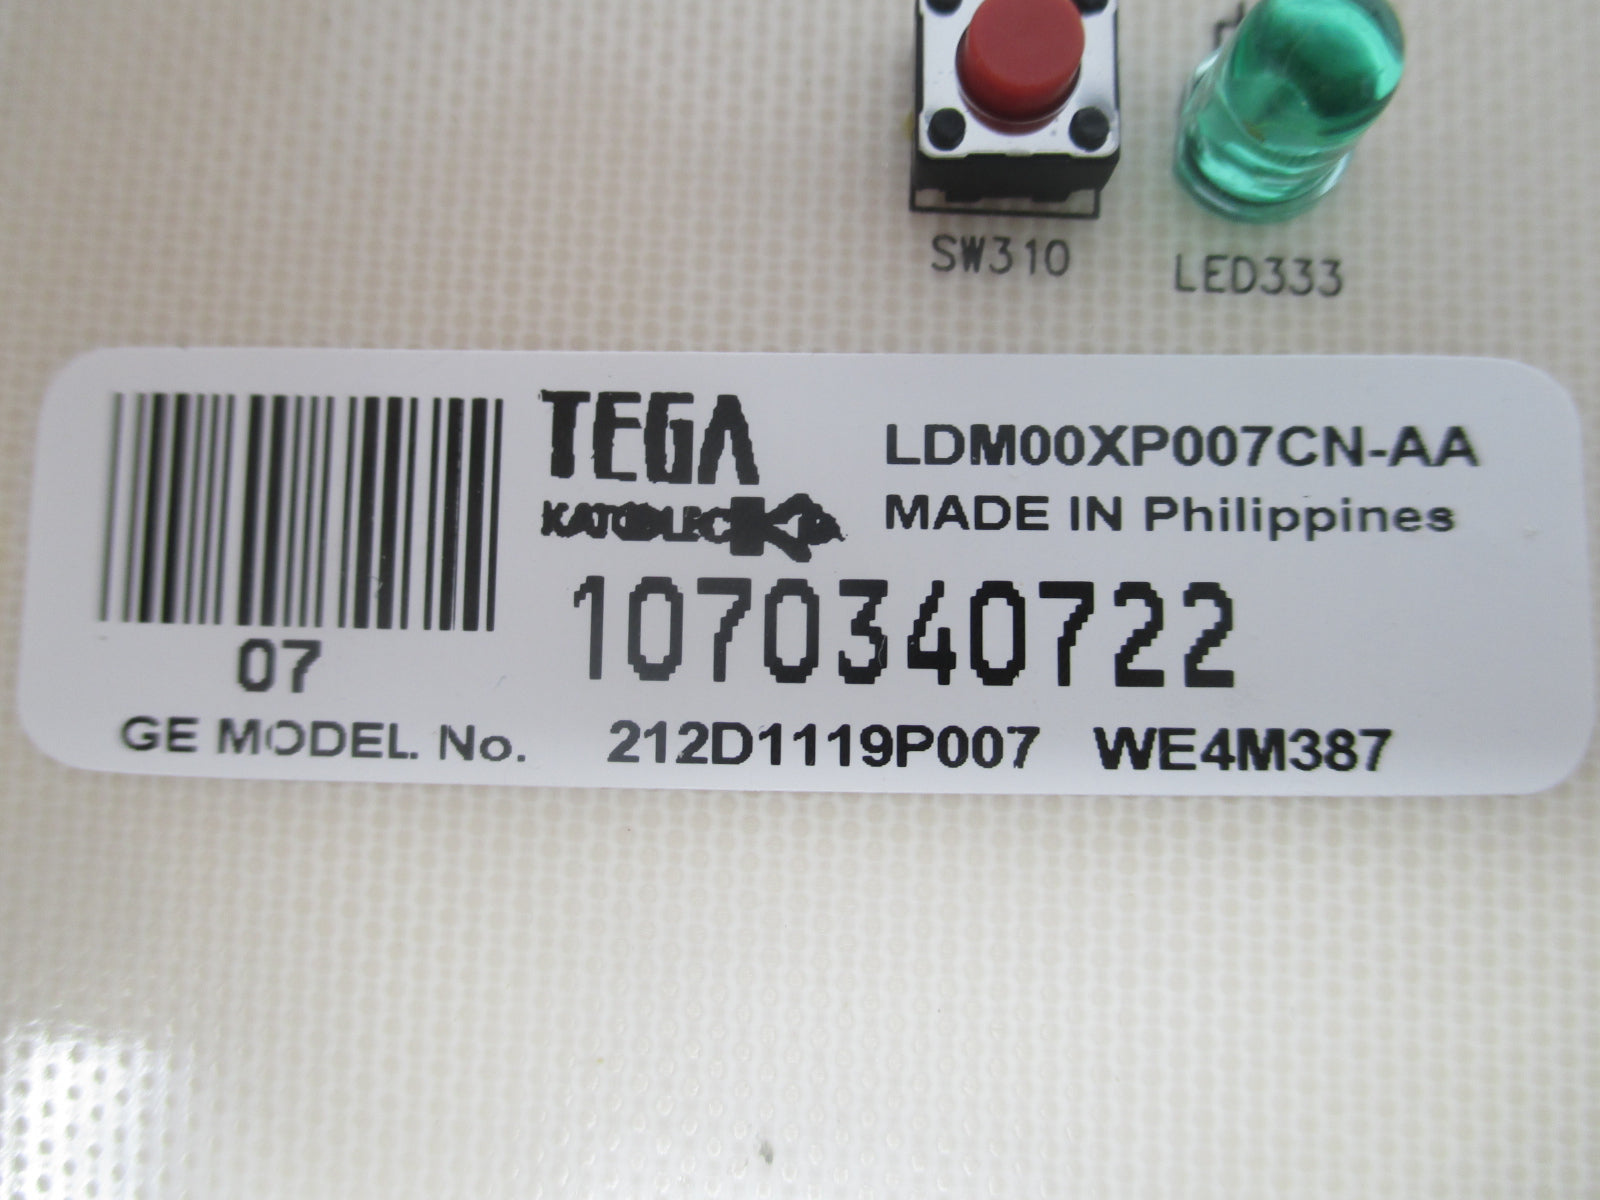 SW310
LED333
TEGA
LDM00XP007CN-AA
MADE IN Philippines
1070340722
07
GE MODEL. No. 212D1119P007 WE4M387